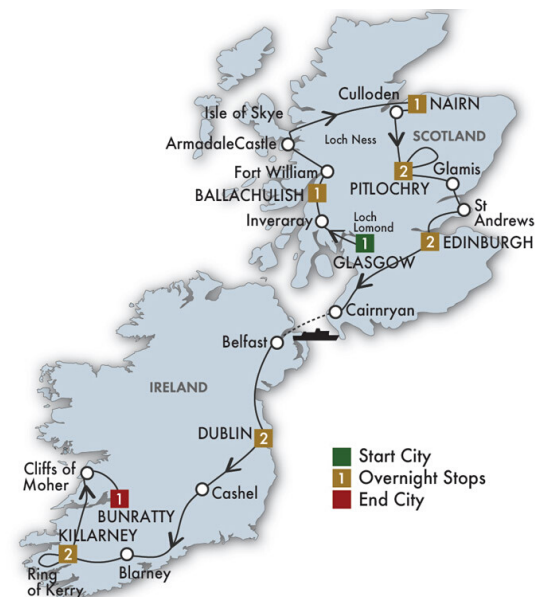 Culloden
1 NAIRN
Isle of Skye
Loch Ness
SCOTLAND
ArmadaleCastle
Fort William
2
Glamis
PITLOCHRY
BALLACHULISH 1
St
Andrews
Inveraray
Loch
Lomond
1
GLASGOW
2 EDINBURGH
Cairnryan
Belfast
IRELAND
DUBLIN 2
Start City
1 Overnight Stops
End City
Cliffs of
Moher
1
BUNRATTY
Cashel
KILLARNEY
2
Blarney
Ring
of Kerry